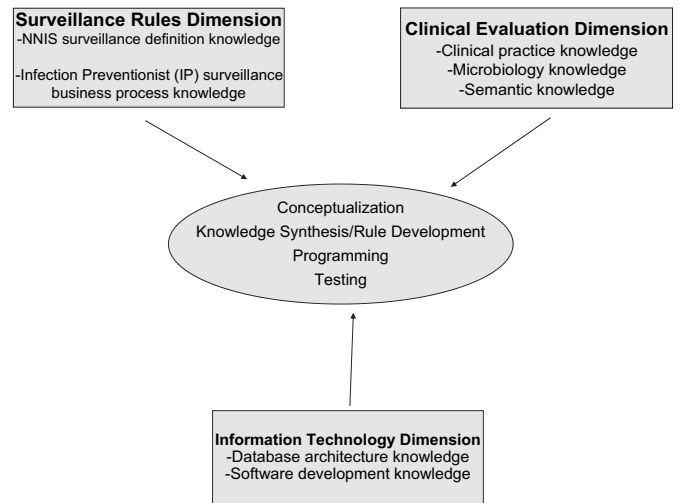 Surveillance Rules Dimension
-NNIS surveillance definition knowledge
-Infection Preventionist (IP) surveillance
business process knowledge
Clinical Evaluation Dimension
-Clinical practice knowledge
-Microbiology knowledge
-Semantic knowledge
Conceptualization
Knowledge Synthesis/Rule Development
Programming
Testing
Information Technology Dimension
-Database architecture knowledge
-Software development knowledge